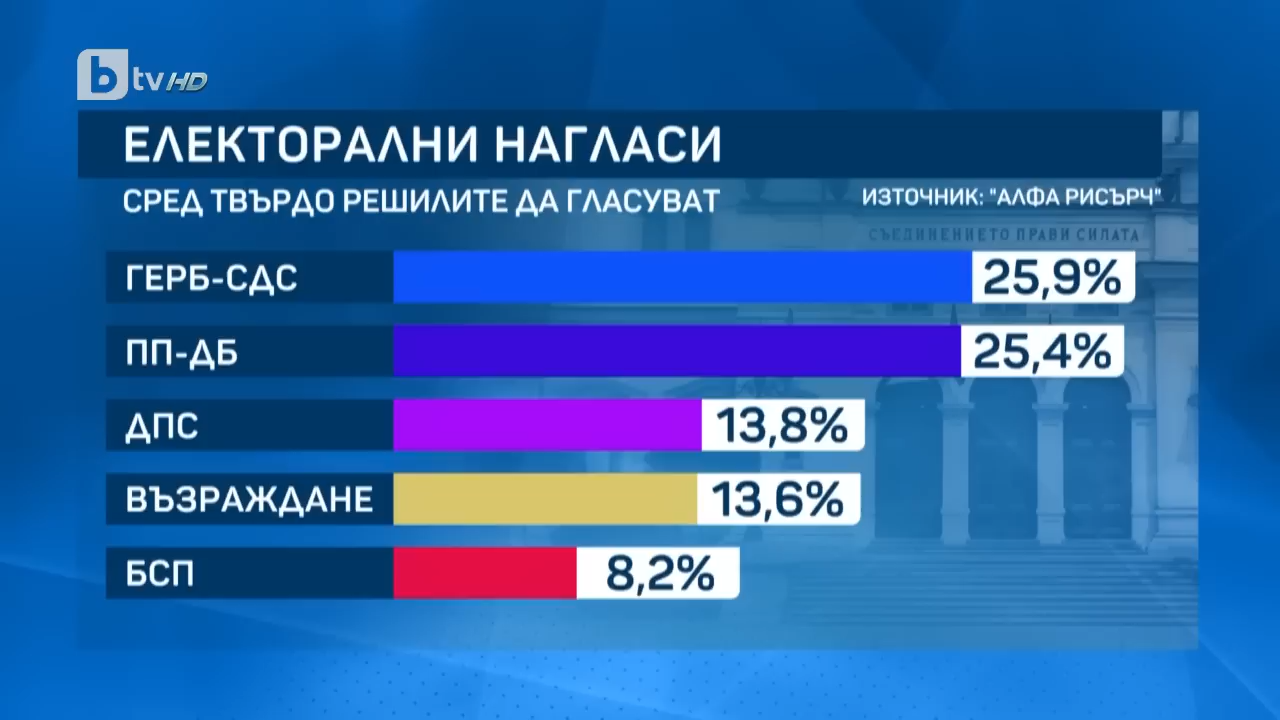 btv HD
ЕЛЕКТОРАЛНИ НАГЛАСИ
СРЕД ТВЪРДО РЕШИЛИТЕ ДА ГЛАСУВАТ
ИЗТОЧНИК: "АЛФА РИСЪРЧ"
СЪЕДИНЕНИЕТО ПРАВИ СИЛАТА
ГЕРБ-СДС 25,9%
ПП-ДБ 25,4%
ДПС 13,8%
ВЪЗРАЖДАНЕ 13,6%
БСП 8,2%